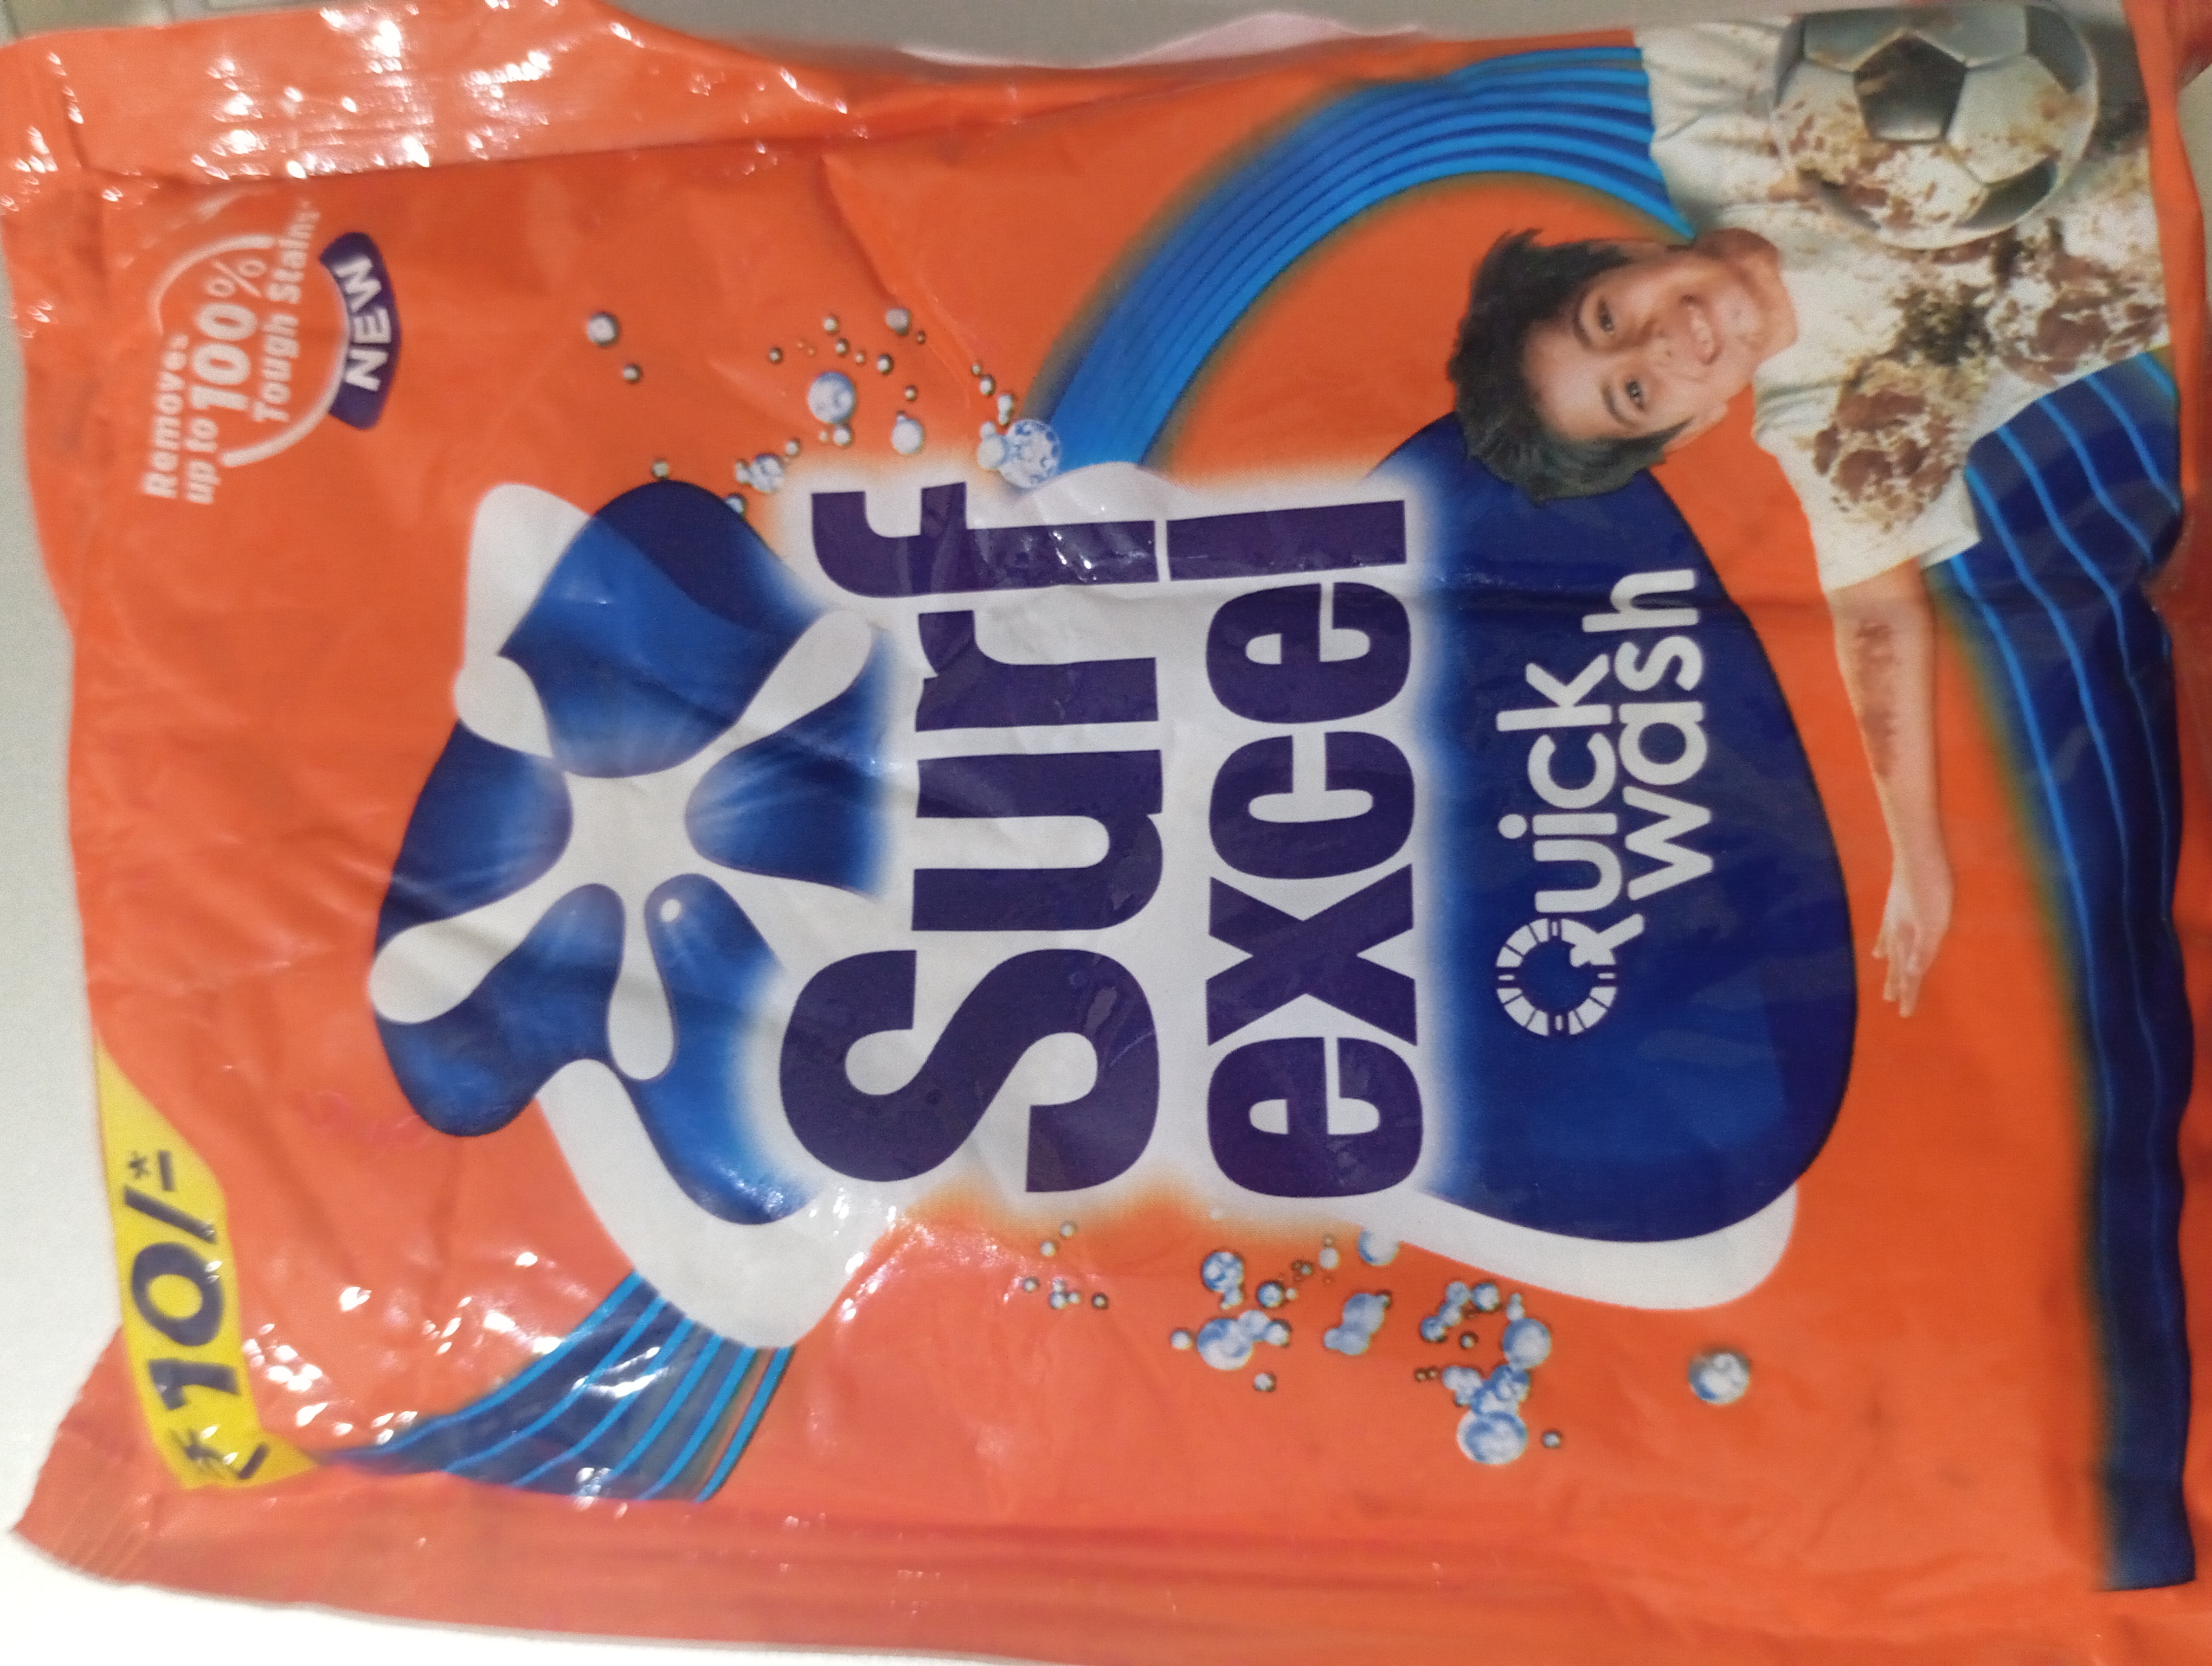 ₹10/-*
Removes
up to 100%
Tough Stains
NEW
Surf
excel
Quick
wash